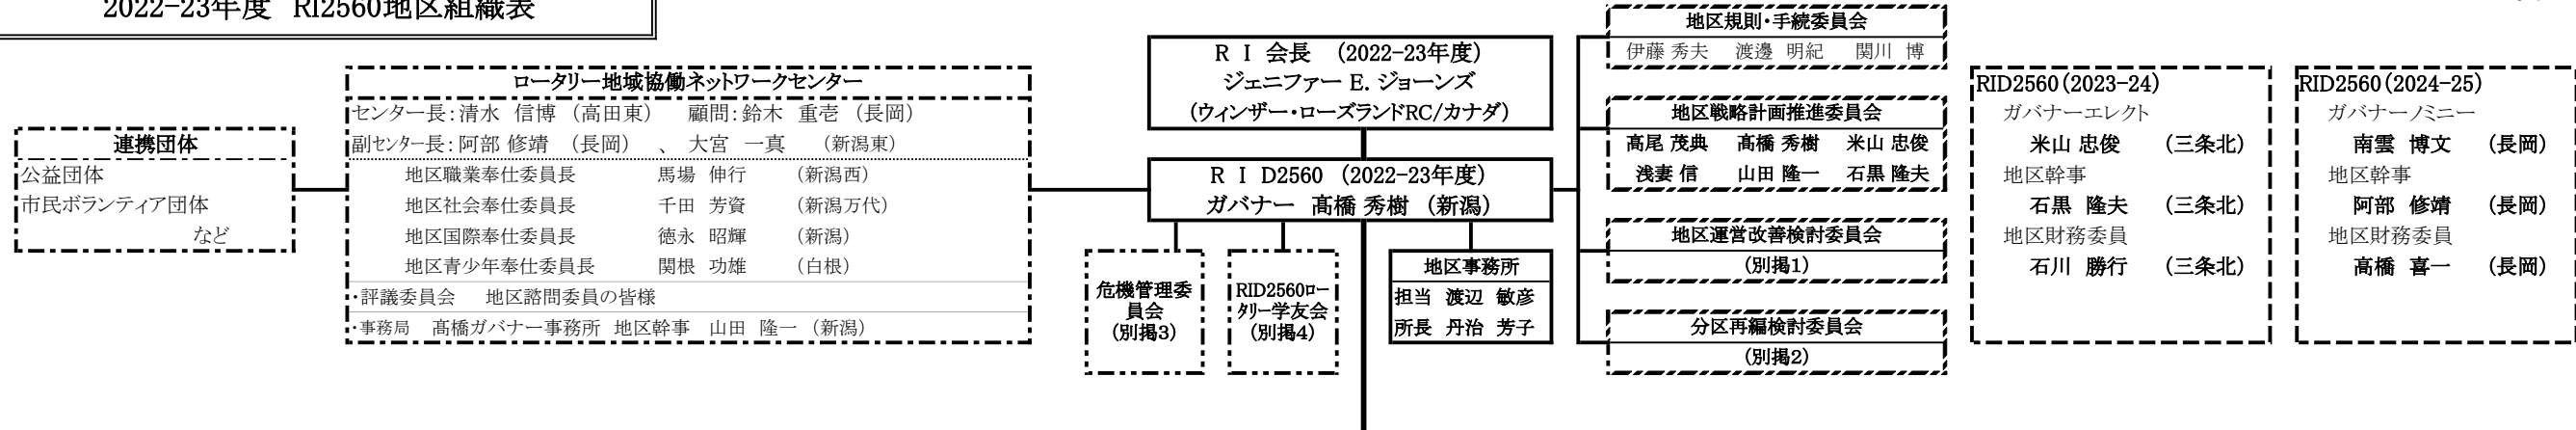 2022-23年度 RI2560地区組織表
連携団体
公益団体
市民ボランティア団体
など
ロータリー地域協働ネットワークセンター
センター長:清水 信博 （高田東） 顧問:鈴木 重壱 （長岡）
副センター長:阿部 修靖 （長岡） 、 大宮 一真 （新潟東）
地区職業奉仕委員長 馬場 伸行 （新潟西）
地区社会奉仕委員長 千田 芳資 （新潟万代）
地区国際奉仕委員長 徳永 昭輝 （新潟）
地区青少年奉仕委員長 関根 功雄 （白根）
・評議委員会 地区諮問委員の皆様
・事務局 髙橋ガバナー事務所 地区幹事 山田 隆一 （新潟）
R I 会長 （2022-23年度）
ジェニファー E. ジョーンズ
(ウィンザー・ローズランドRC/カナダ)
R I D2560 （2022-23年度）
ガバナー 髙橋 秀樹 （新潟）
危機管理委
員会
(別掲3)
RID2560ロー
タリー学友会
(別掲4)
地区事務所
担当 渡辺 敏彦
所長 丹治 芳子
地区規則・手続委員会
伊藤 秀夫 渡邊 明紀 関川 博
地区戦略計画推進委員会
髙尾 茂典 髙橋 秀樹 米山 忠俊
浅妻 信 山田 隆一 石黒 隆夫
地区運営改善検討委員会
(別掲1)
分区再編検討委員会
(別掲2)
RID2560(2023-24)
ガバナーエレクト
米山 忠俊 （三条北）
地区幹事
石黒 隆夫 （三条北）
地区財務委員
石川 勝行 （三条北）
RID2560(2024-25)
ガバナーノミニー
南雲 博文 （長岡）
地区幹事
阿部 修靖 （長岡）
地区財務委員
高橋 喜一 （長岡）